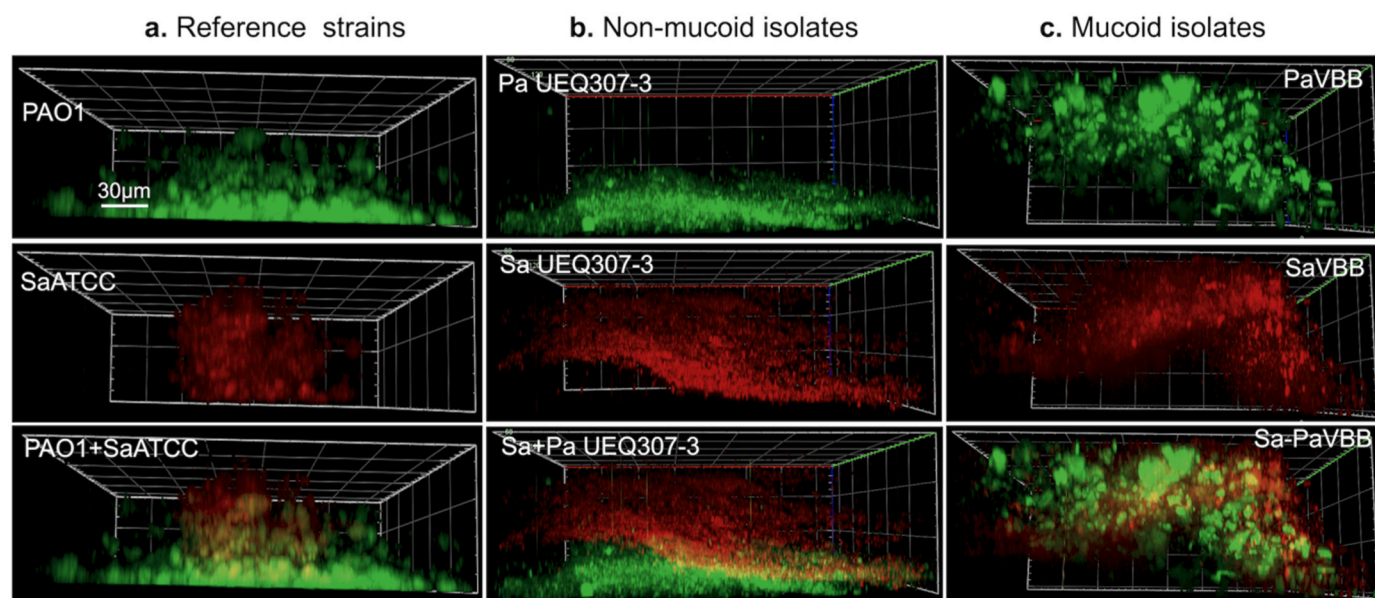 a. Reference strains
b. Non-mucoid isolates
c. Mucoid isolates
PAO1
30µm
Pa UEQ307-3
PaVBB
SaATCC
Sa UEQ307-3
SaVBB
PAO1+SaATCC
Sa+Pa UEQ307-3
Sa-PaVBB